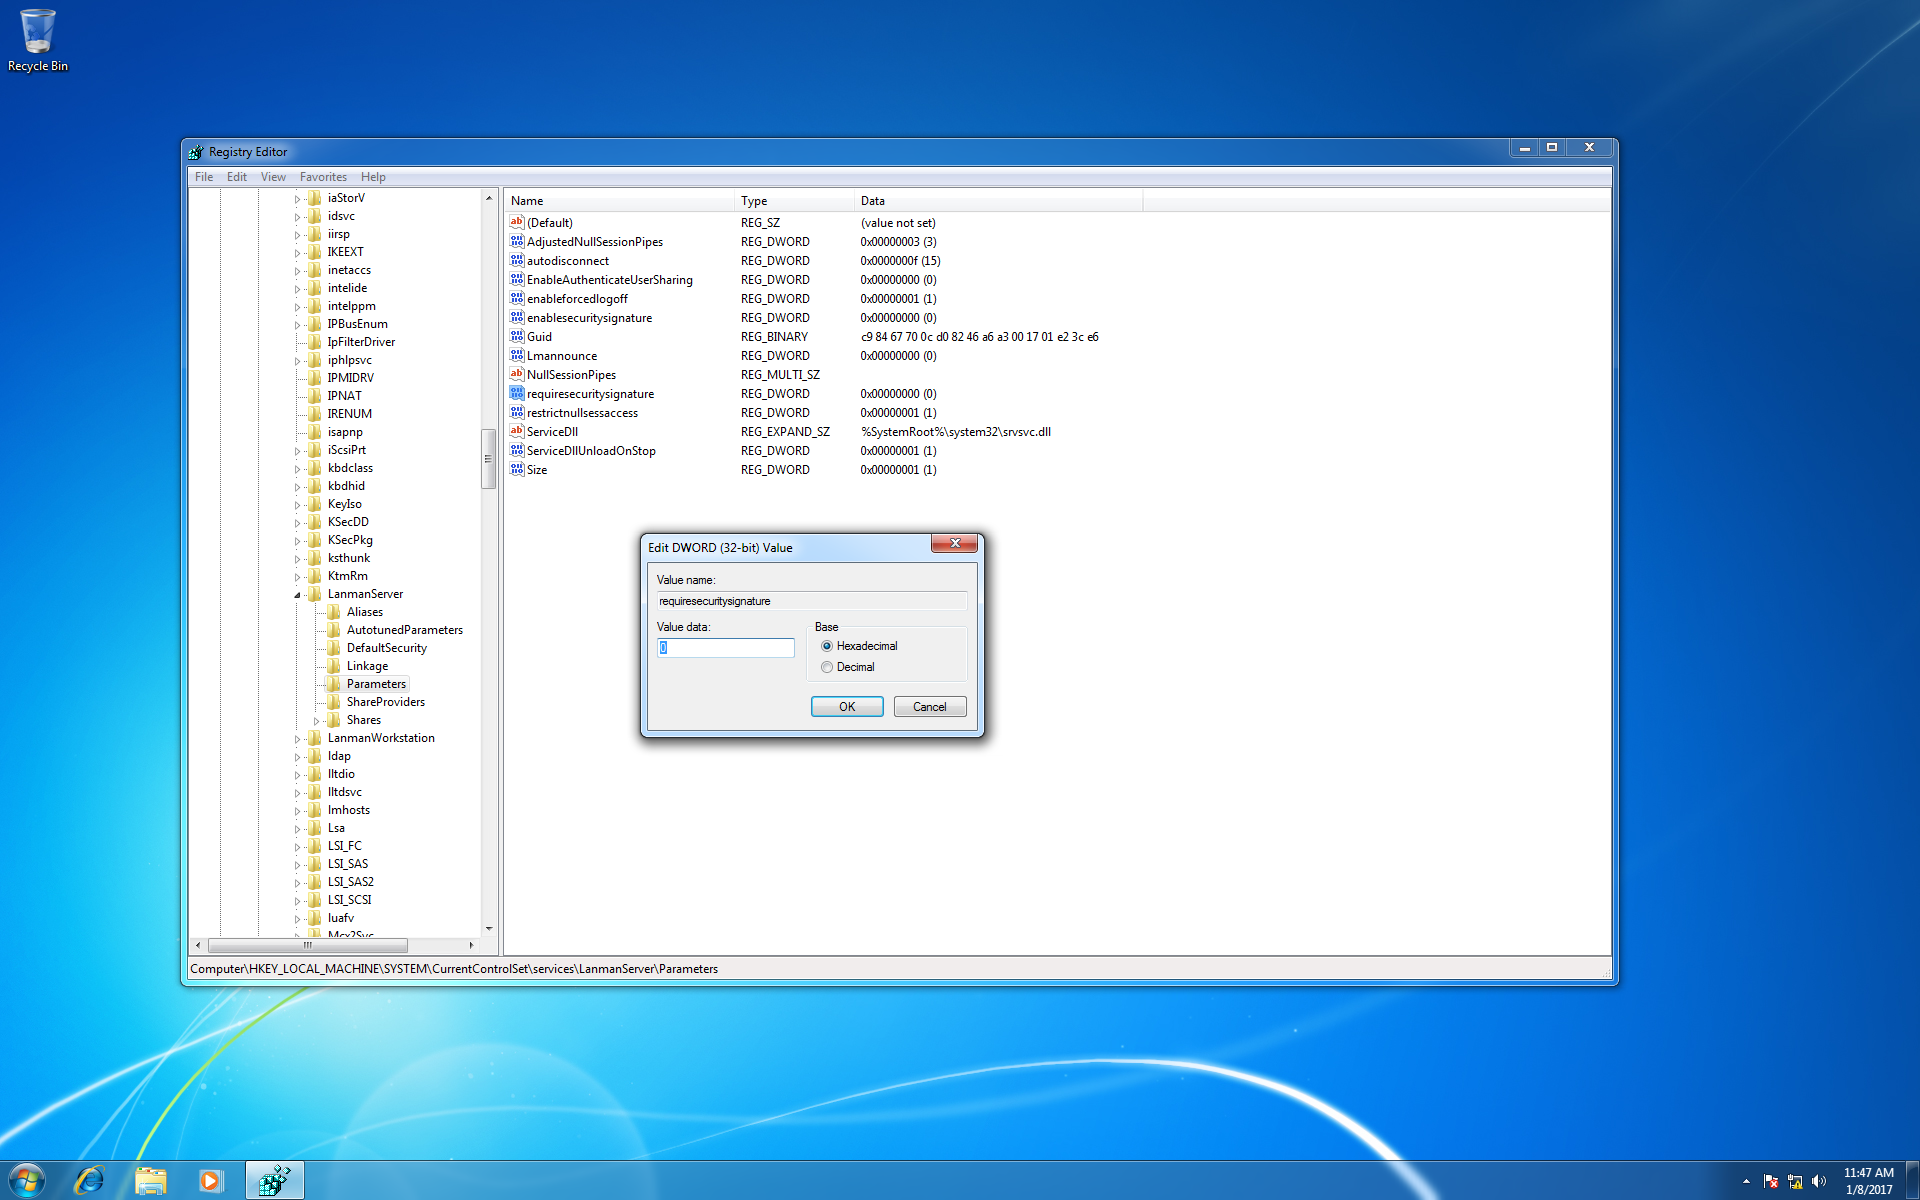 Recycle Bin
Registry Editor
File Edit View Favorites Help
iaStorV
idsvc
iirsp
IKEEXT
inetaccs
intelide
intelppm
IPBusEnum
IpFilterDriver
iphlpsvc
IPMIDRV
IPNAT
IRENUM
isapnp
iScsiPrt
kbdclass
kbdhid
KeyIso
KSecDD
KSecPkg
ksthunk
KtmRm
LanmanServer
Aliases
AutotunedParameters
DefaultSecurity
Linkage
Parameters
ShareProviders
Shares
LanmanWorkstation
ldap
lltdio
lltdsvc
lmhosts
Lsa
LSI_FC
LSI_SAS
LSI_SAS2
LSI_SCSI
luafv
Mcx2Svc
Name Type Data
(Default) REG_SZ (value not set)
AdjustedNullSessionPipes REG_DWORD 0x00000003 (3)
autodisconnect REG_DWORD 0x0000000f (15)
EnableAuthenticateUserSharing REG_DWORD 0x00000000 (0)
enableforcedlogoff REG_DWORD 0x00000001 (1)
enablesecuritysignature REG_DWORD 0x00000000 (0)
Guid REG_BINARY c9 84 67 70 0c d0 82 46 a6 a3 00 17 01 e2 3c e6
Lmannounce REG_DWORD 0x00000000 (0)
NullSessionPipes REG_MULTI_SZ
requiresecuritysignature REG_DWORD 0x00000000 (0)
restrictnullsessaccess REG_DWORD 0x00000001 (1)
ServiceDll REG_EXPAND_SZ %SystemRoot%\system32\srvsvc.dll
ServiceDllUnloadOnStop REG_DWORD 0x00000001 (1)
Size REG_DWORD 0x00000001 (1)
Edit DWORD (32-bit) Value
Value name:
requiresecuritysignature
Value data:
0
Base
Hexadecimal
Decimal
OK Cancel
Computer\HKEY_LOCAL_MACHINE\SYSTEM\CurrentControlSet\services\LanmanServer\Parameters
11:47 AM
1/8/2017